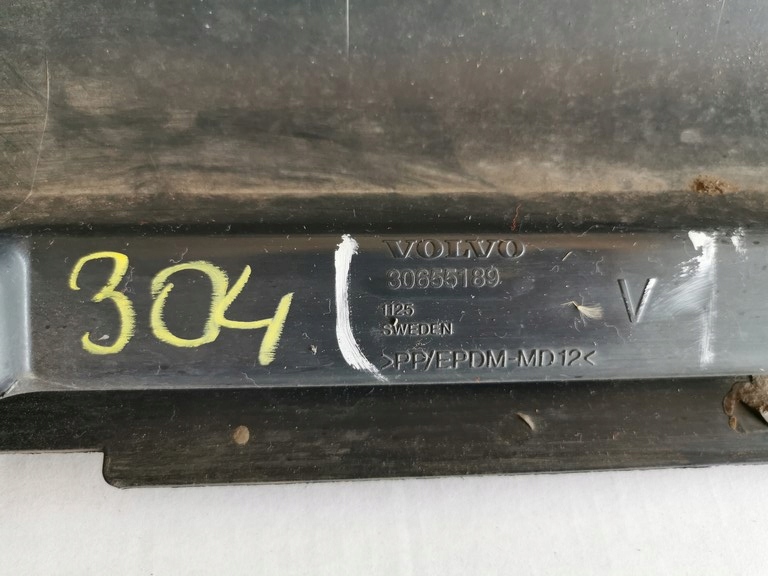 304
VOLVO
30655189
V
1125
SWEDEN
>PP/EPDM-MD12<